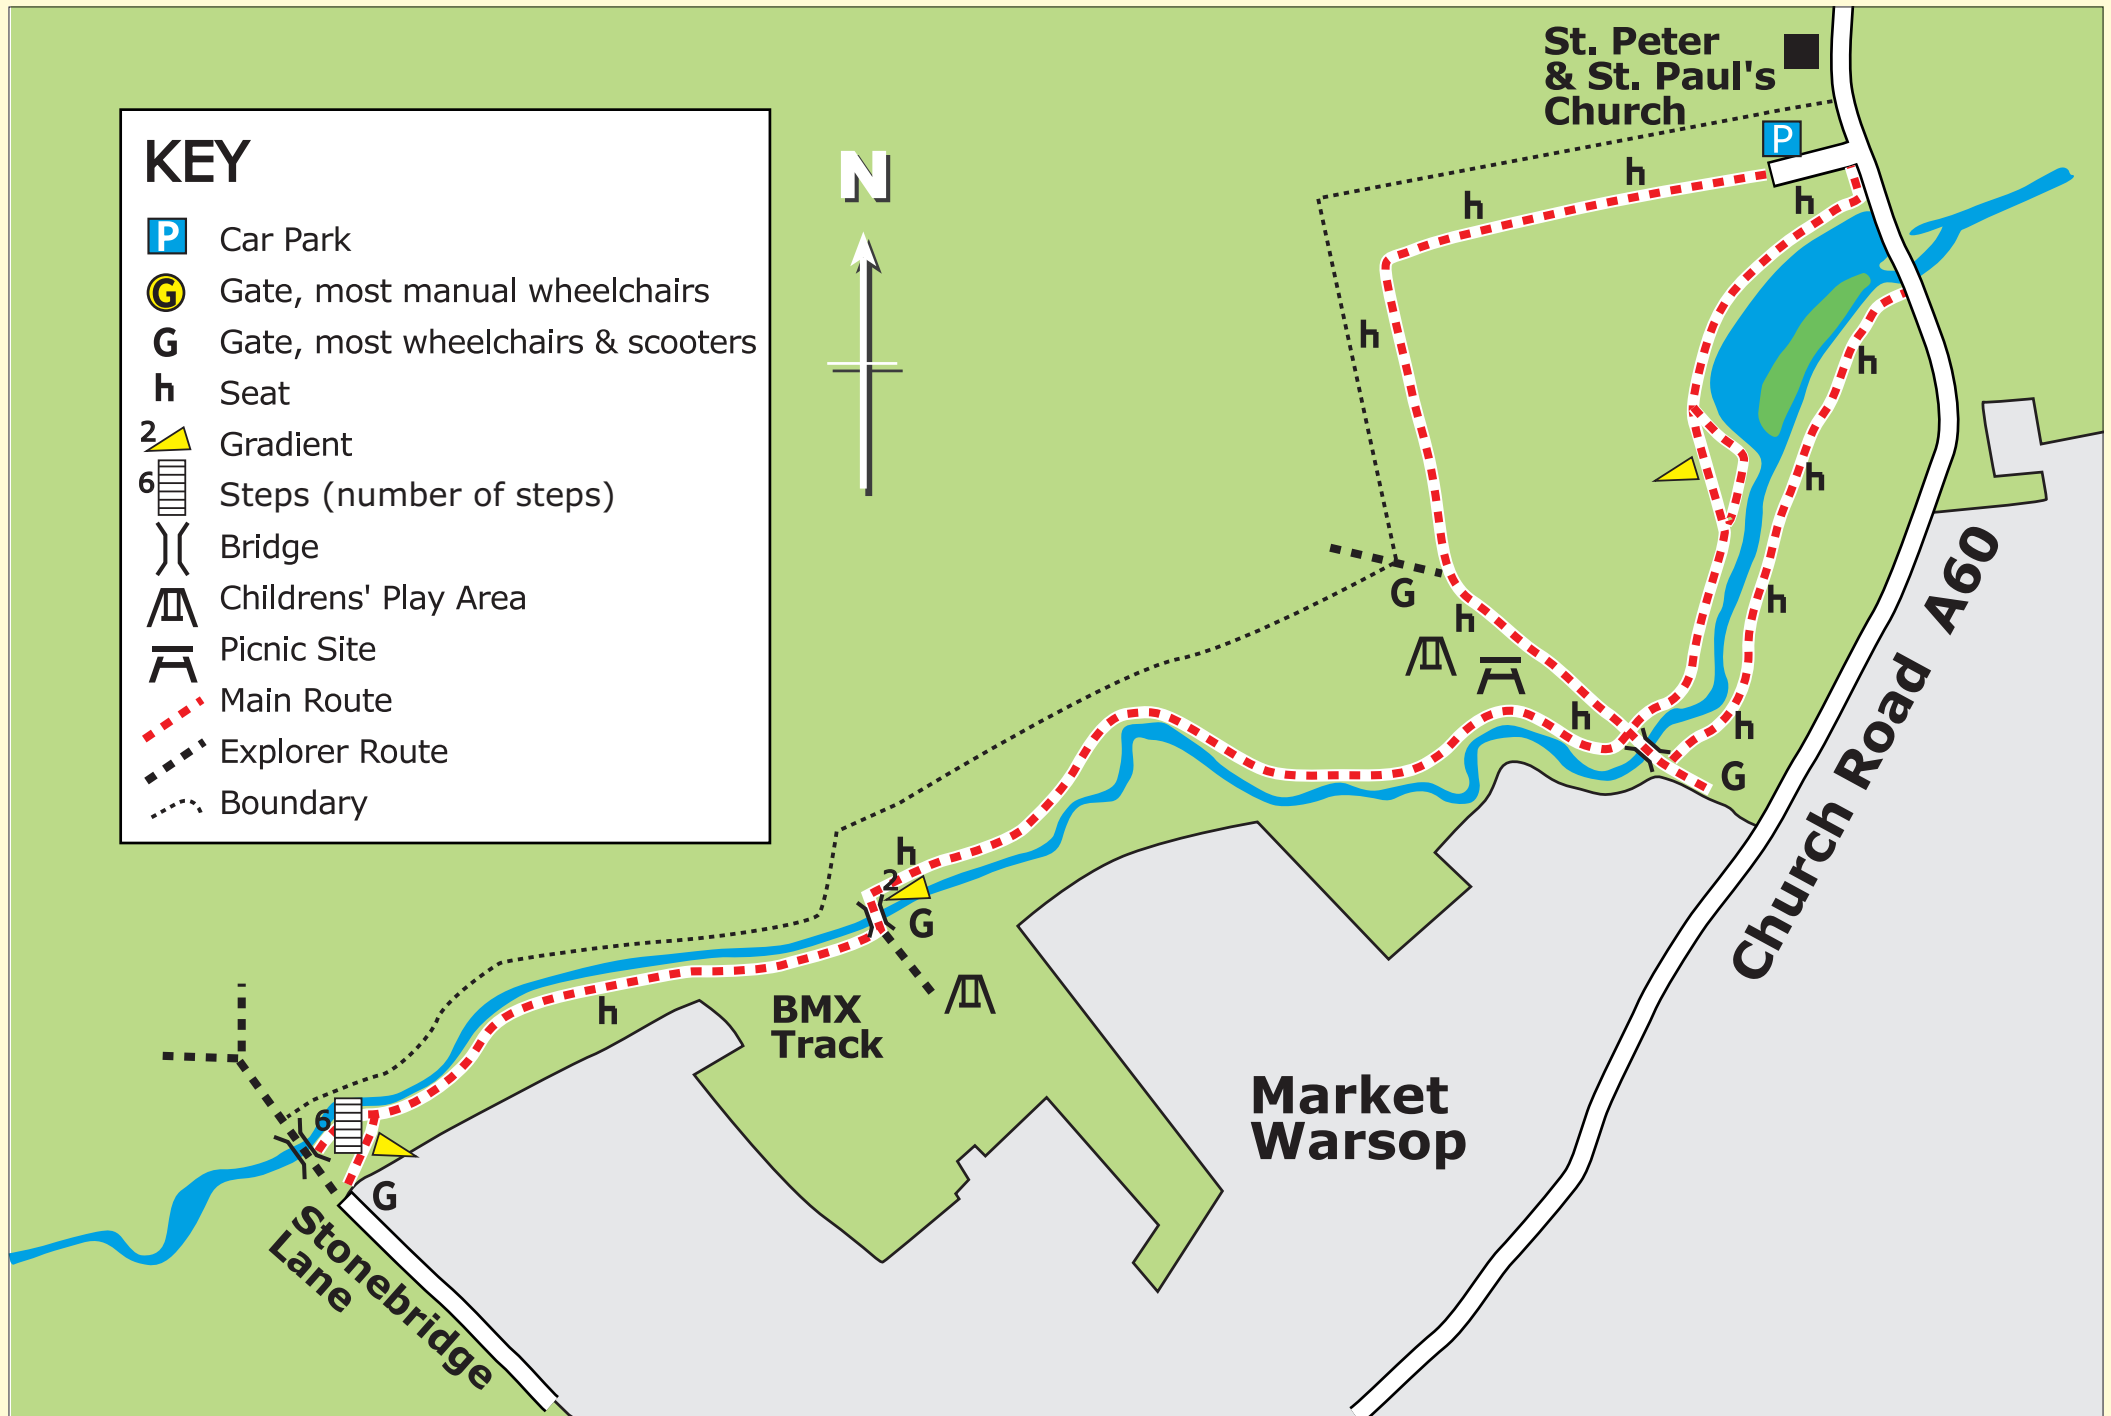 St. Peter
& St. Paul's
Church
P
KEY
P Car Park
G Gate, most manual wheelchairs
G Gate, most wheelchairs & scooters
h Seat
2 Gradient
6 Steps (number of steps)
Bridge
Childrens' Play Area
Picnic Site
Main Route
Explorer Route
Boundary
N
h
h
h
h
h
h
G
h
h
h
h
G
Church Road A60
h
2
G
h
BMX
Track
6
G
Market
Warsop
Stonebridge
Lane